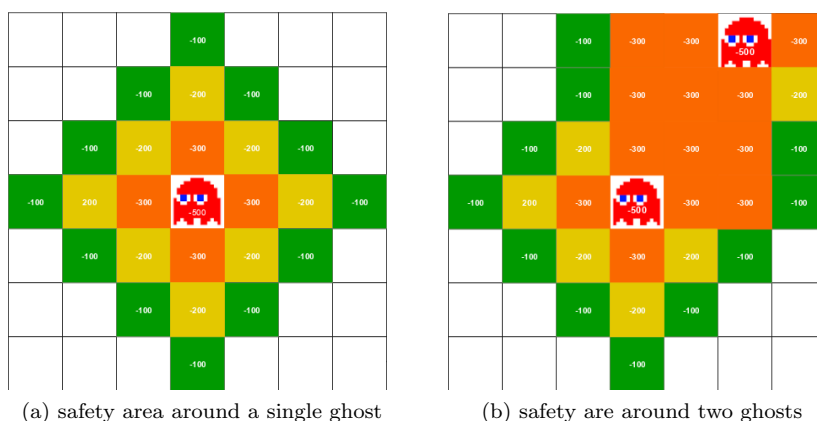 -100
-100 -200 -100
-100 -200 -300 -200 -100
-100 200 -300 -500 -300 -200 -100
-100 -200 -300 -200 -100
-100 -200 -100
-100
(a) safety area around a single ghost
-100 -300 -300 -500 -300
-100 -300 -300 -300 -200
-100 -200 -300 -300 -300 -100
-100 200 -300 -500 -300 -300 -100
-100 -200 -300 -200 -100
-100 -200 -100
-100
(b) safety are around two ghosts